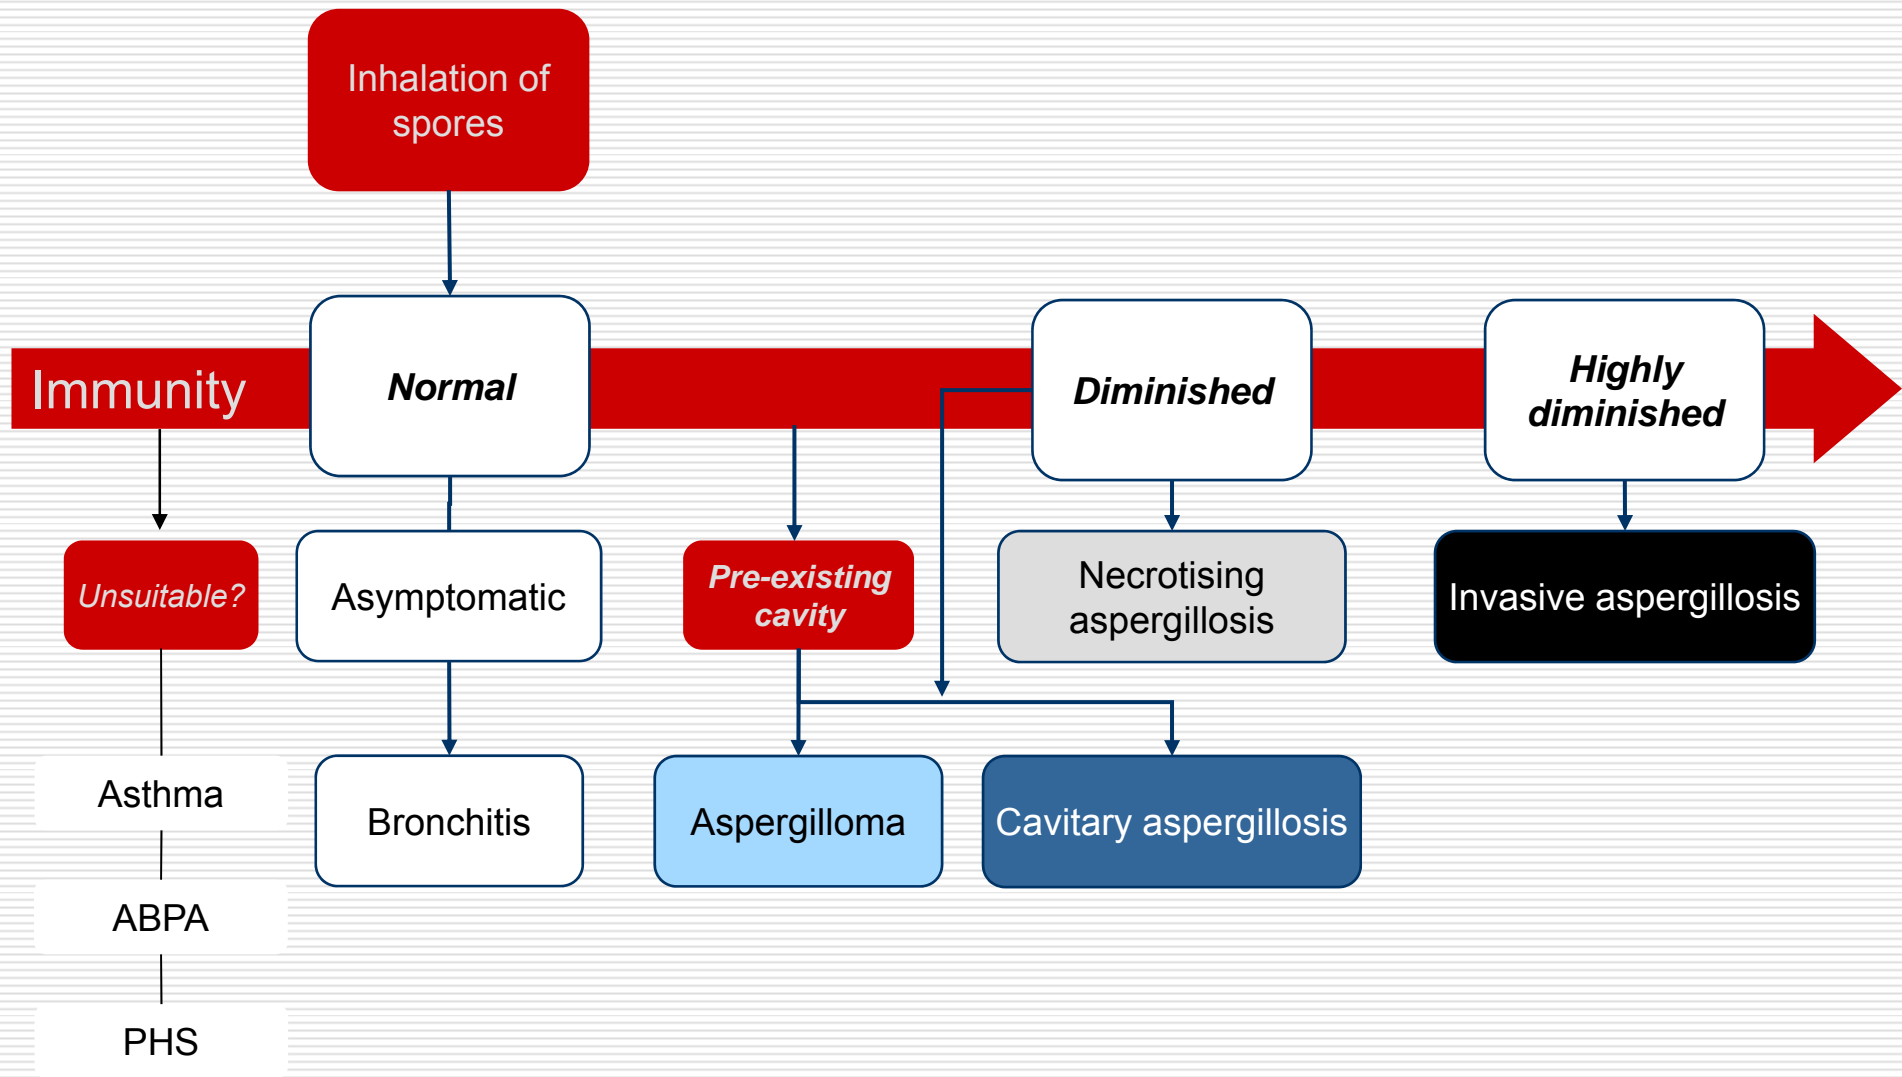 Inhalation of
spores
Immunity
Normal
Diminished
Highly
diminished
Unsuitable?
Asymptomatic
Pre-existing
cavity
Necrotising
aspergillosis
Invasive aspergillosis
Asthma
Bronchitis
Aspergilloma
Cavitary aspergillosis
ABPA
PHS